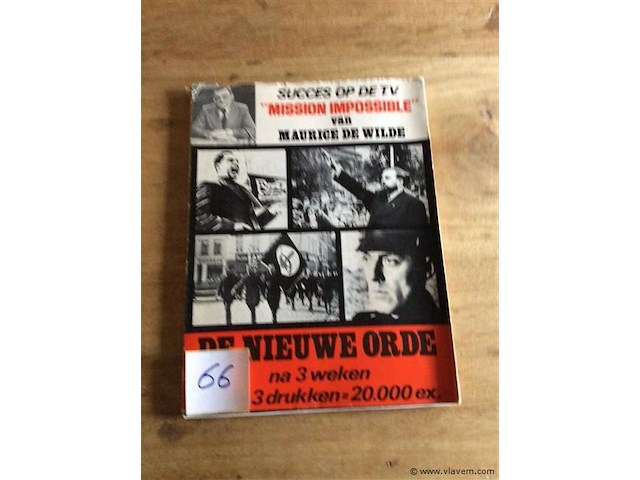 SUCCES OP DE TV
"MISSION IMPOSSIBLE"
van
MAURICE DE WILDE
DE NIEUWE ORDE
na 3 weken
3 drukken = 20.000 ex.
66
© www.vlavem.com